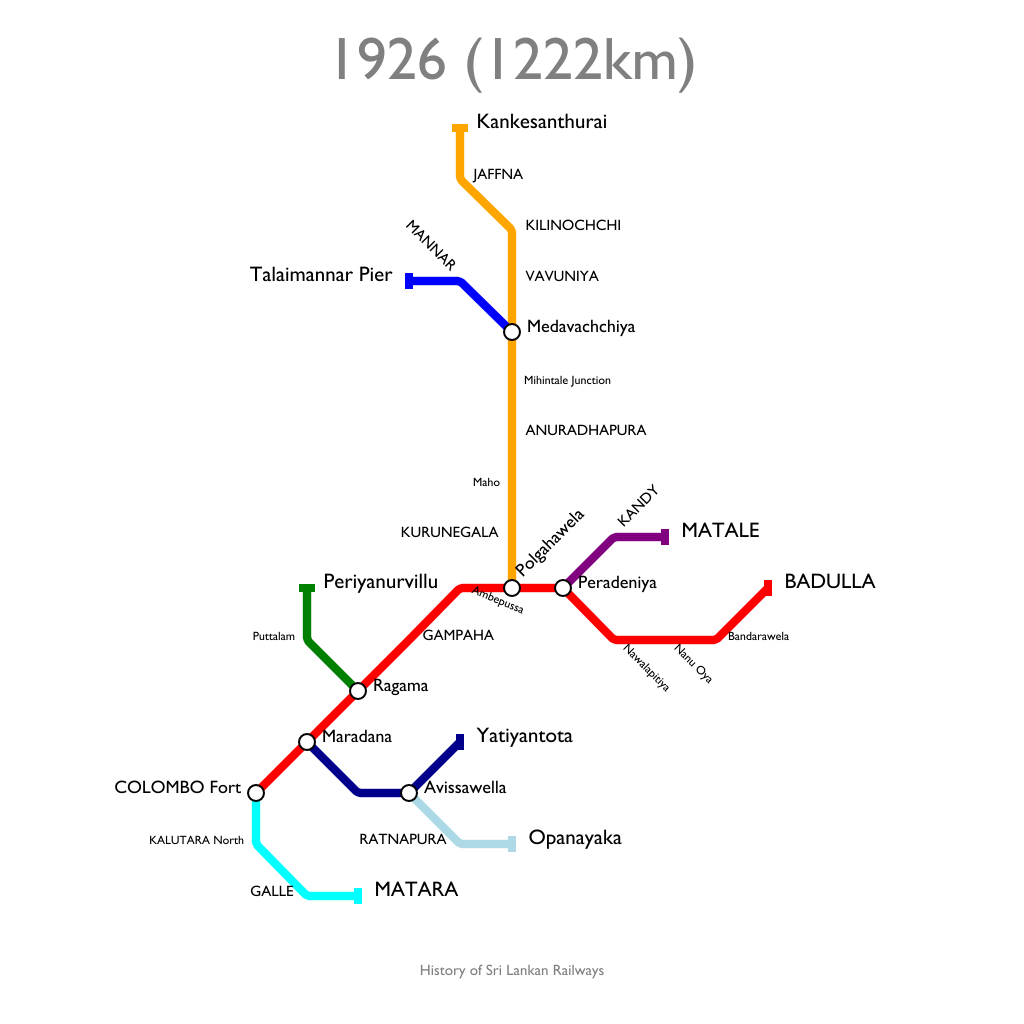 1926 (1222km)
Kankesanthurai
JAFFNA
MANNAR
KILINOCHCHI
Talaimannar Pier
VAVUNIYA
Medavachchiya
Mihintale Junction
ANURADHAPURA
Maho
KURUNEGALA
Polgahawela
KANDY
MATALE
Periyanurvillu
Ambepussa
Peradeniya
BADULLA
Puttalam
GAMPAHA
Nawalapitiya
Nanu Oya
Bandarawela
Ragama
Maradana
Yatiyantota
COLOMBO Fort
Avissawella
KALUTARA North
RATNAPURA
Opanayaka
GALLE
MATARA
History of Sri Lankan Railways